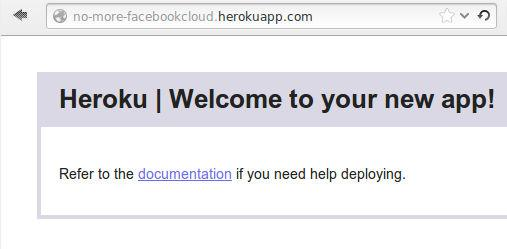 no-more-facebookcloud.herokuapp.com
Heroku | Welcome to your new app!
Refer to the documentation if you need help deploying.